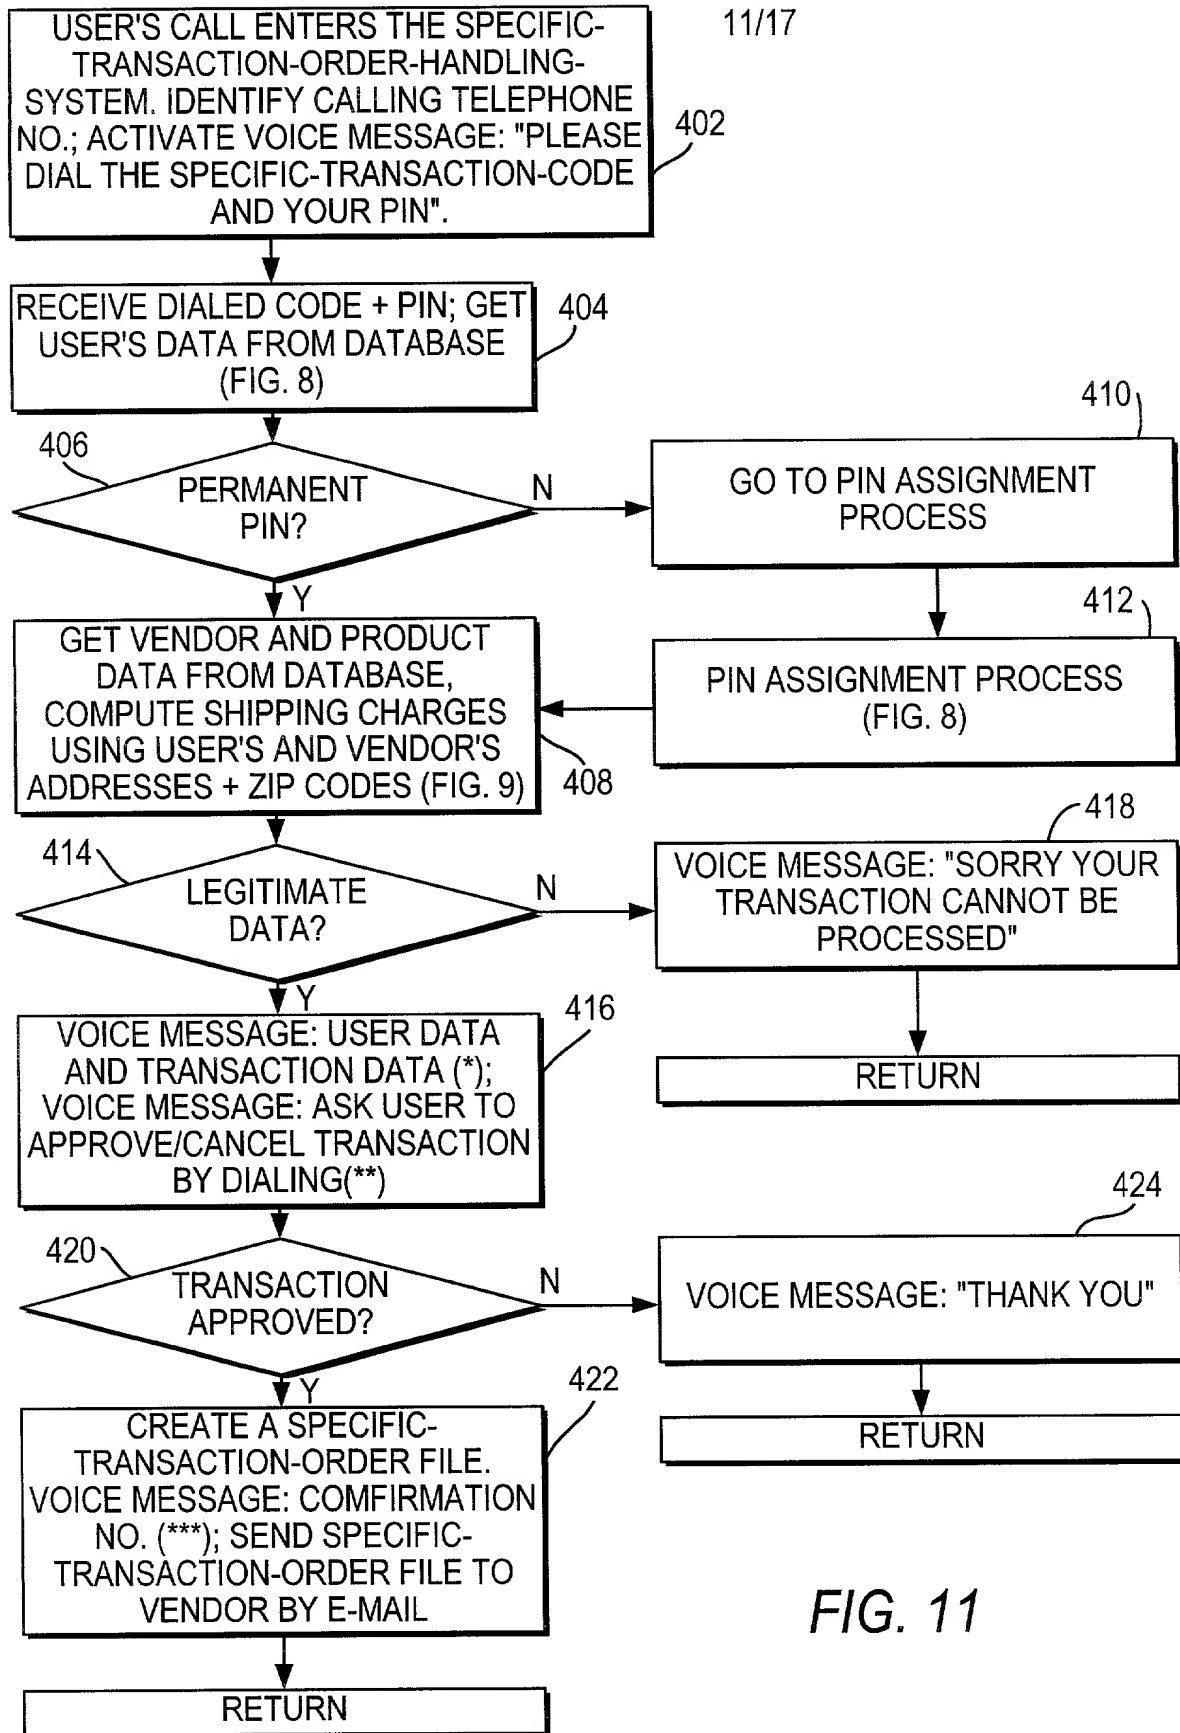 11/17
USER'S CALL ENTERS THE SPECIFIC-
TRANSACTION-ORDER-HANDLING-
SYSTEM. IDENTIFY CALLING TELEPHONE
NO.; ACTIVATE VOICE MESSAGE: "PLEASE
DIAL THE SPECIFIC-TRANSACTION-CODE
AND YOUR PIN".
402
RECEIVE DIALED CODE + PIN; GET
USER'S DATA FROM DATABASE
(FIG. 8)
404
406
PERMANENT
PIN?
N
Y
410
GO TO PIN ASSIGNMENT
PROCESS
412
PIN ASSIGNMENT PROCESS
(FIG. 8)
GET VENDOR AND PRODUCT
DATA FROM DATABASE,
COMPUTE SHIPPING CHARGES
USING USER'S AND VENDOR'S
ADDRESSES + ZIP CODES (FIG. 9)
408
414
LEGITIMATE
DATA?
N
Y
418
VOICE MESSAGE: "SORRY YOUR
TRANSACTION CANNOT BE
PROCESSED"
RETURN
VOICE MESSAGE: USER DATA
AND TRANSACTION DATA (*);
VOICE MESSAGE: ASK USER TO
APPROVE/CANCEL TRANSACTION
BY DIALING(**)
416
420
TRANSACTION
APPROVED?
N
Y
424
VOICE MESSAGE: "THANK YOU"
RETURN
CREATE A SPECIFIC-
TRANSACTION-ORDER FILE.
VOICE MESSAGE: COMFIRMATION
NO. (***); SEND SPECIFIC-
TRANSACTION-ORDER FILE TO
VENDOR BY E-MAIL
422
RETURN
FIG. 11